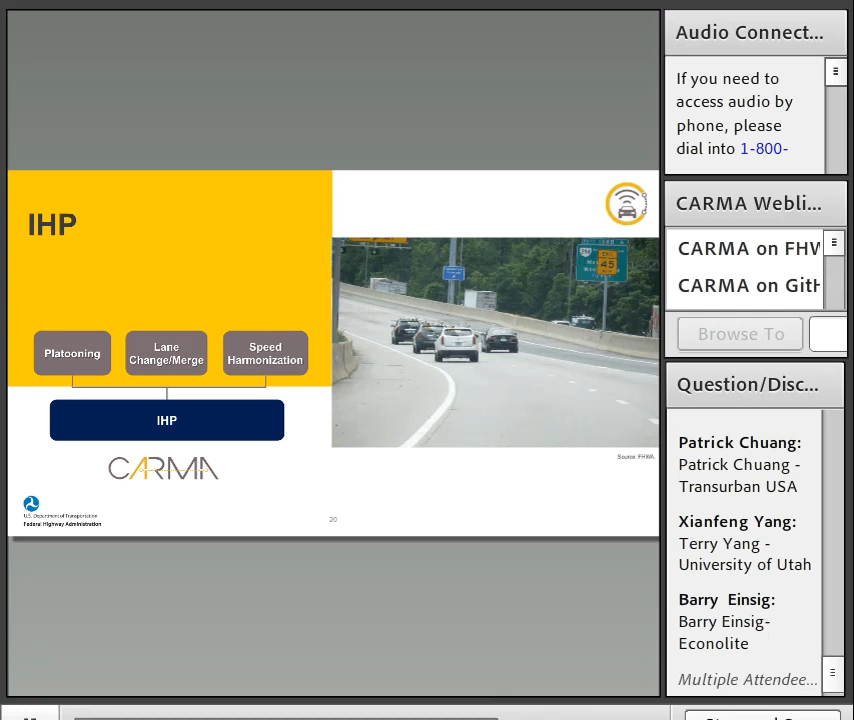 Audio Connect...
If you need to
access audio by
phone, please
dial into 1-800-
CARMA Webli...
CARMA on FHW
CARMA on GitH
Browse To
Question/Disc...
Patrick Chuang:
Patrick Chuang -
Transurban USA
Xianfeng Yang:
Terry Yang -
University of Utah
Barry Einsig:
Barry Einsig-
Econolite
Multiple Attendee...
IHP
Platooning
Lane
Change/Merge
Speed
Harmonization
IHP
CARMA
U.S. Department of Transportation
Federal Highway Administration
20
45
Source: FHWA.